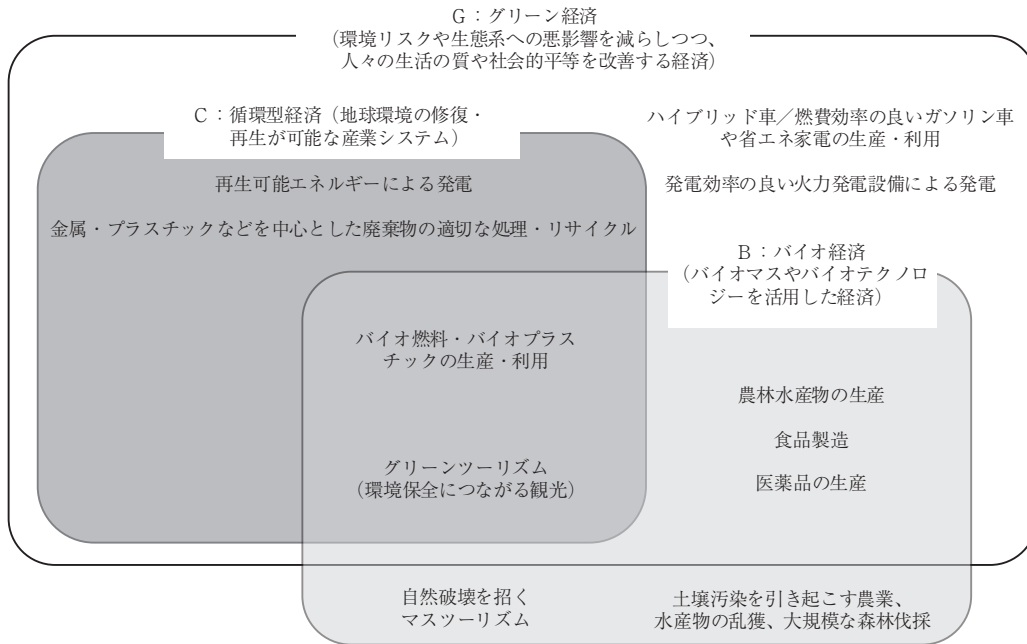 G：グリーン経済
（環境リスクや生態系への悪影響を減らしつつ、
人々の生活の質や社会的平等を改善する経済）
C：循環型経済（地球環境の修復・
再生が可能な産業システム）
ハイブリッド車／燃費効率の良いガソリン車
や省エネ家電の生産・利用
再生可能エネルギーによる発電
発電効率の良い火力発電設備による発電
金属・プラスチックなどを中心とした廃棄物の適切な処理・リサイクル
B：バイオ経済
（バイオマスやバイオテクノロ
ジーを活用した経済）
バイオ燃料・バイオプラス
チックの生産・利用
農林水産物の生産
食品製造
グリーンツーリズム
（環境保全につながる観光）
医薬品の生産
自然破壊を招く
マスツーリズム
土壌汚染を引き起こす農業、
水産物の乱獲、大規模な森林伐採